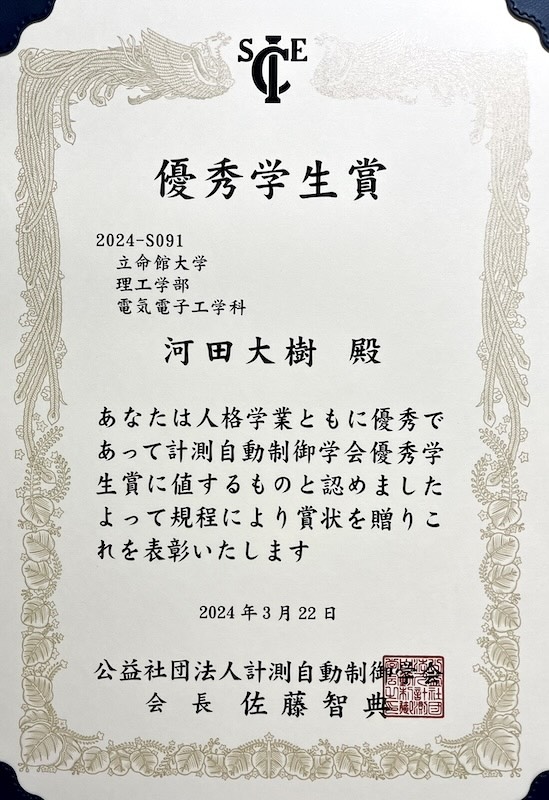 SICE
優秀学生賞
2024-S091
立命館大学
理工学部
電気電子工学科
河田大樹 殿
あなたは人格学業ともに優秀で
あって計測自動制御学会優秀学
生賞に値するものと認めました
よって規程により賞状を贈りこ
れを表彰いたします
2024年3月22日
公益社団法人計測自動制御学会
会 長 佐藤智典